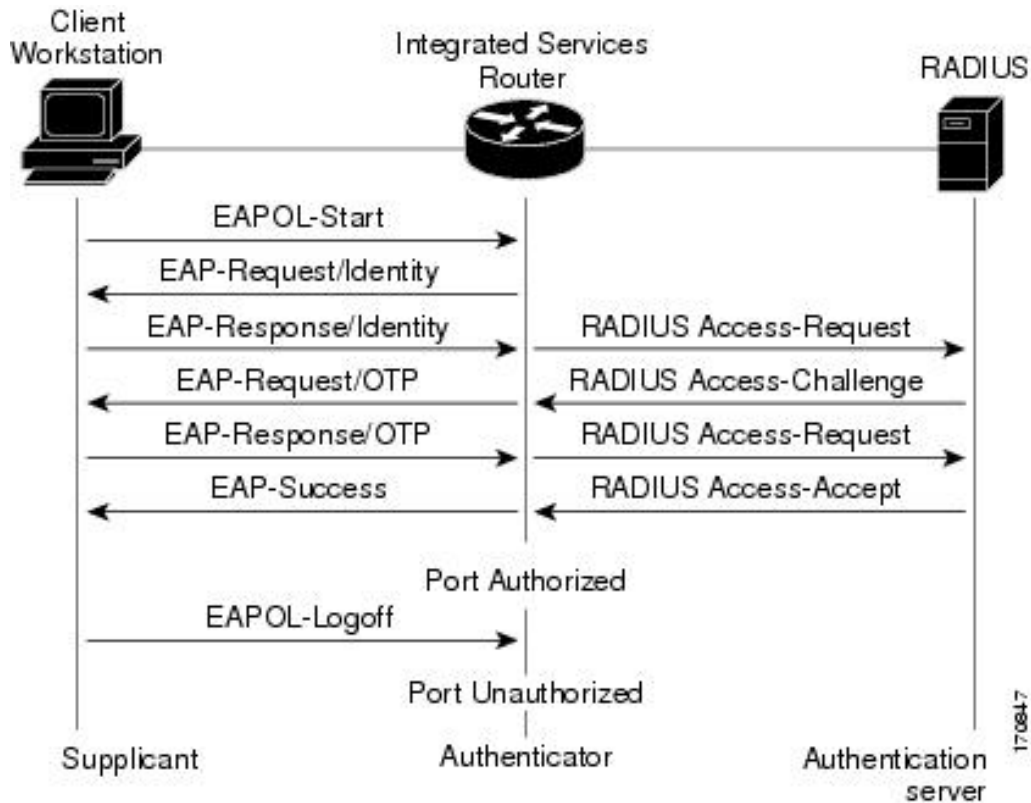 Client
Workstation
Integrated Services
Router
RADIUS
EAPOL-Start
EAP-Request/Identity
EAP-Response/Identity
RADIUS Access-Request
EAP-Request/OTP
RADIUS Access-Challenge
EAP-Response/OTP
RADIUS Access-Request
EAP-Success
RADIUS Access-Accept
Port Authorized
EAPOL-Logoff
Port Unauthorized
Supplicant
Authenticator
Authentication
server